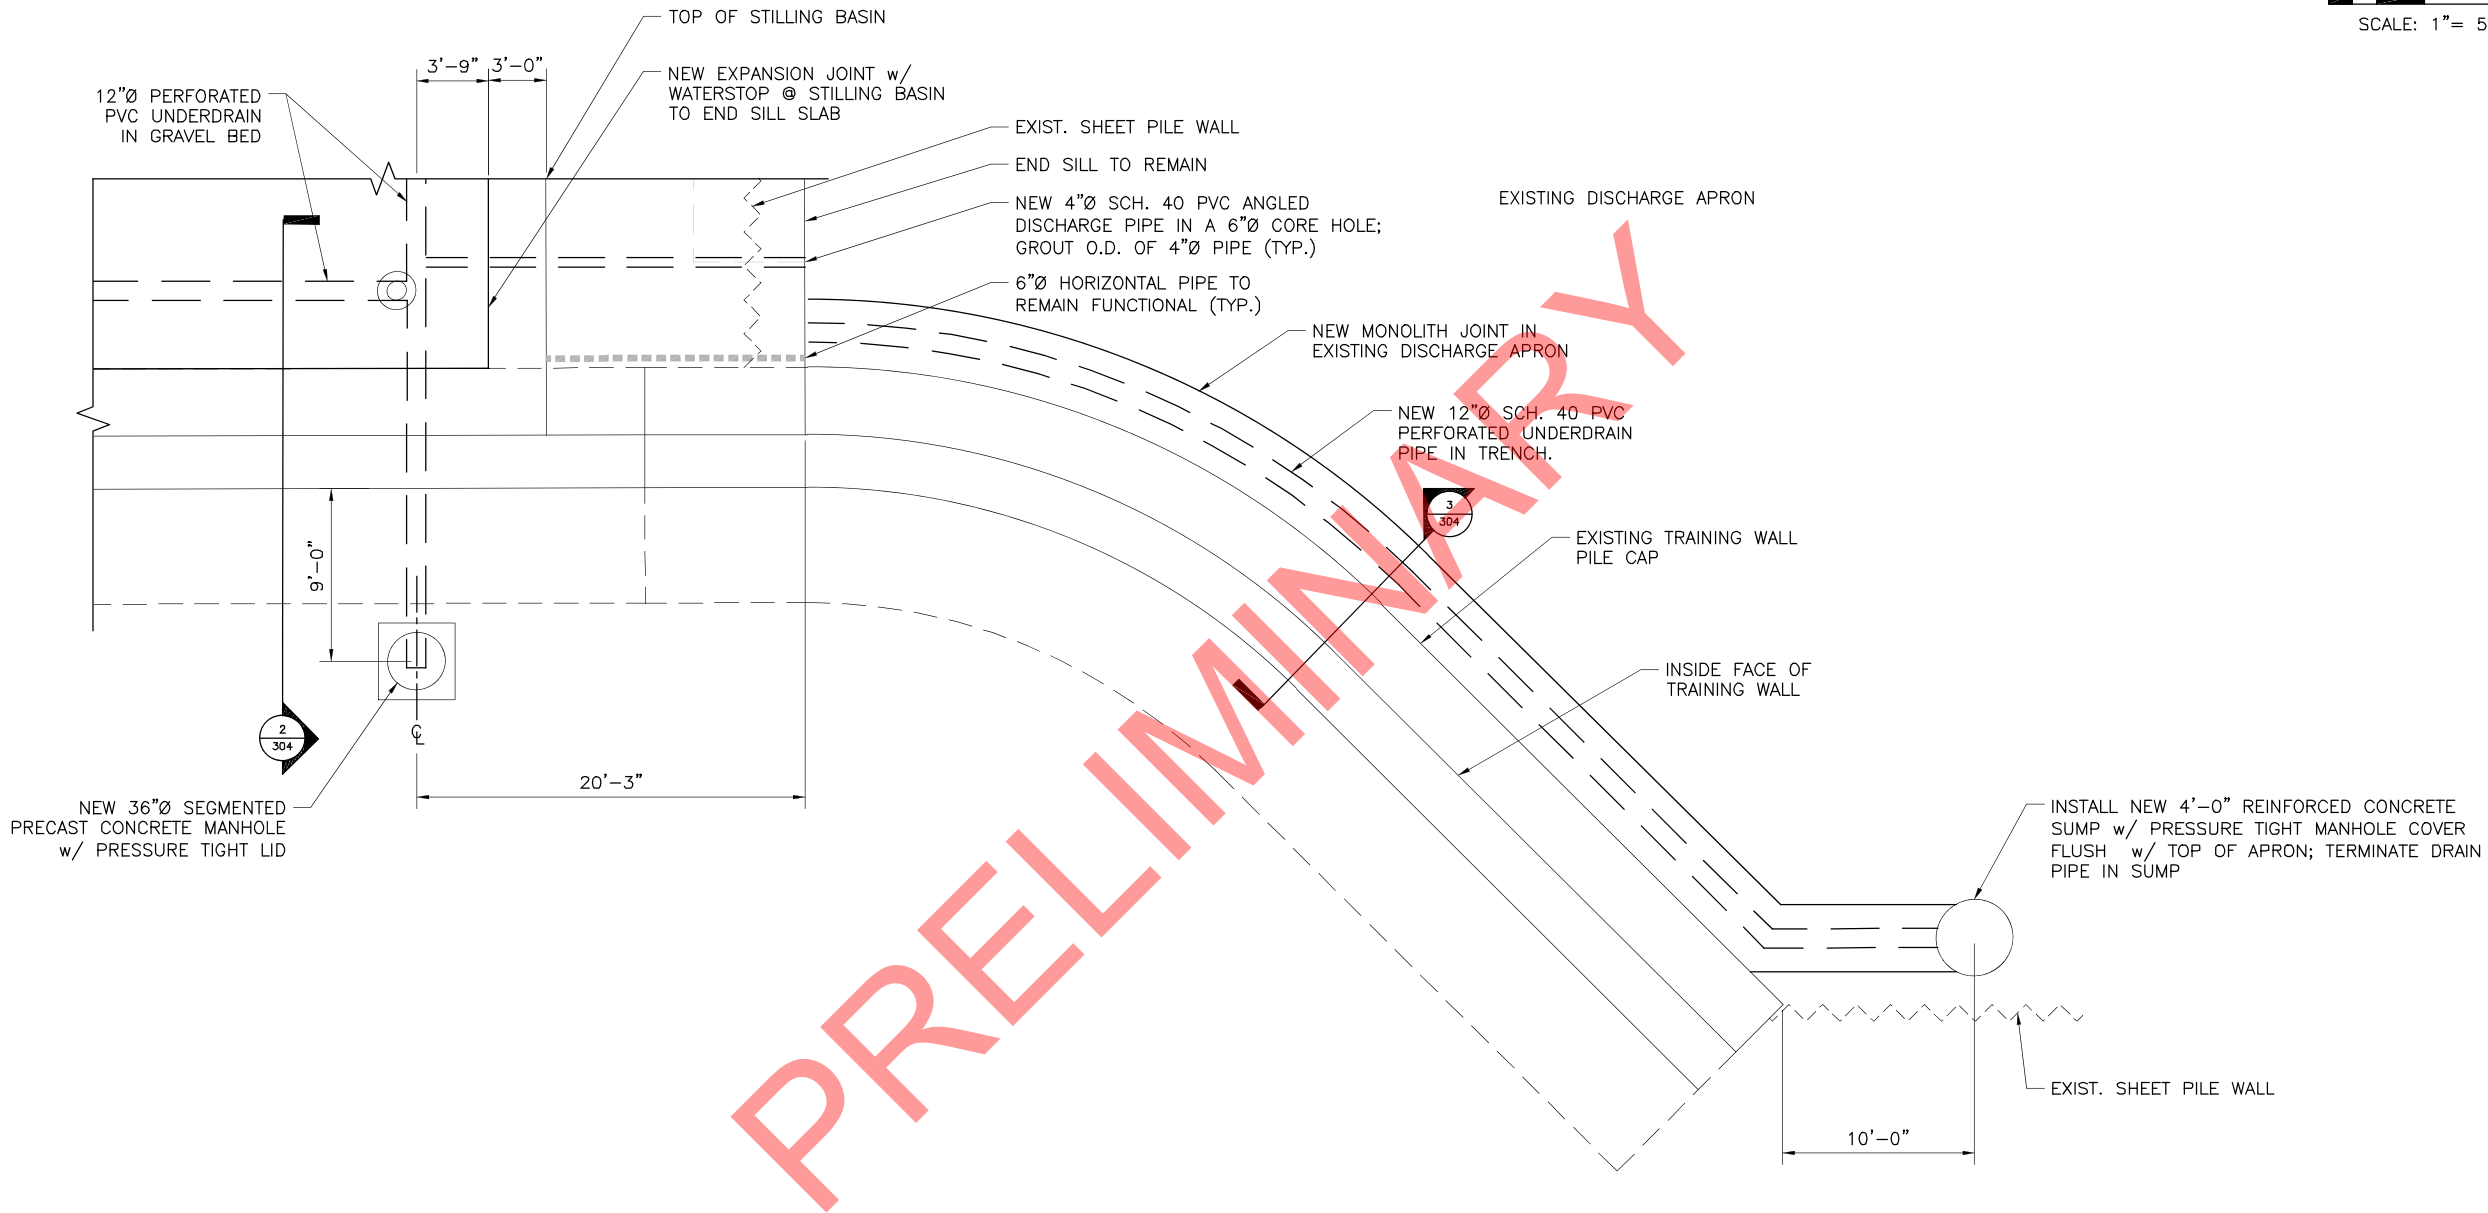 SCALE: 1"= 5
TOP OF STILLING BASIN
3'-9"
3'-0"
NEW EXPANSION JOINT w/
WATERSTOP @ STILLING BASIN
TO END SILL SLAB
12"Ø PERFORATED
PVC UNDERDRAIN
IN GRAVEL BED
EXIST. SHEET PILE WALL
END SILL TO REMAIN
NEW 4"Ø SCH. 40 PVC ANGLED
DISCHARGE PIPE IN A 6"Ø CORE HOLE;
GROUT O.D. OF 4"Ø PIPE (TYP.)
6"Ø HORIZONTAL PIPE TO
REMAIN FUNCTIONAL (TYP.)
EXISTING DISCHARGE APRON
NEW MONOLITH JOINT IN
EXISTING DISCHARGE APRON
NEW 12"Ø SCH. 40 PVC
PERFORATED UNDERDRAIN
PIPE IN TRENCH.
3
304
EXISTING TRAINING WALL
PILE CAP
9'-0"
INSIDE FACE OF
TRAINING WALL
2
304
℄
20'-3"
NEW 36"Ø SEGMENTED
PRECAST CONCRETE MANHOLE
w/ PRESSURE TIGHT LID
INSTALL NEW 4'-0" REINFORCED CONCRETE
SUMP w/ PRESSURE TIGHT MANHOLE COVER
FLUSH w/ TOP OF APRON; TERMINATE DRAIN
PIPE IN SUMP
EXIST. SHEET PILE WALL
10'-0"
PRELIMINARY